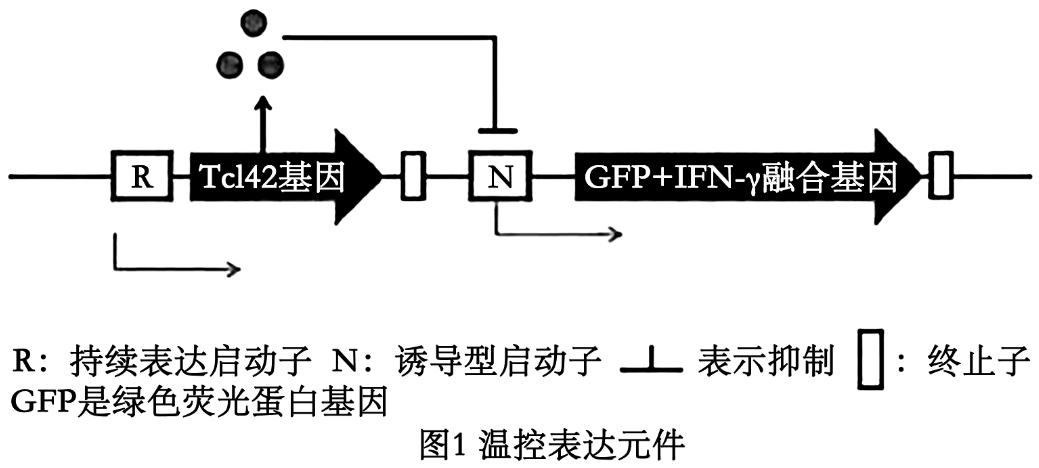 R
Tcl42基因
N
GFP+IFN-γ融合基因
R：持续表达启动子 N：诱导型启动子 表示抑制 ：终止子
GFP是绿色荧光蛋白基因
图1 温控表达元件